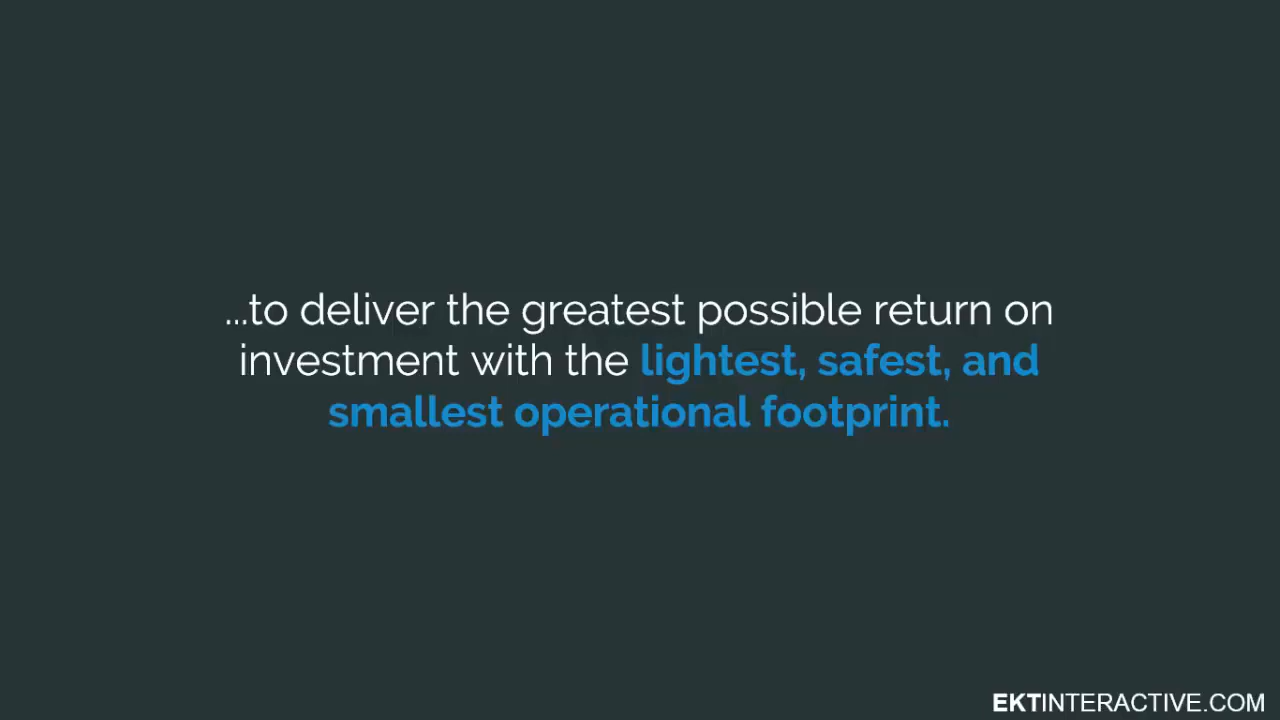 ...to deliver the greatest possible return on
investment with the lightest, safest, and
smallest operational footprint.
EKTINTERACTIVE.COM